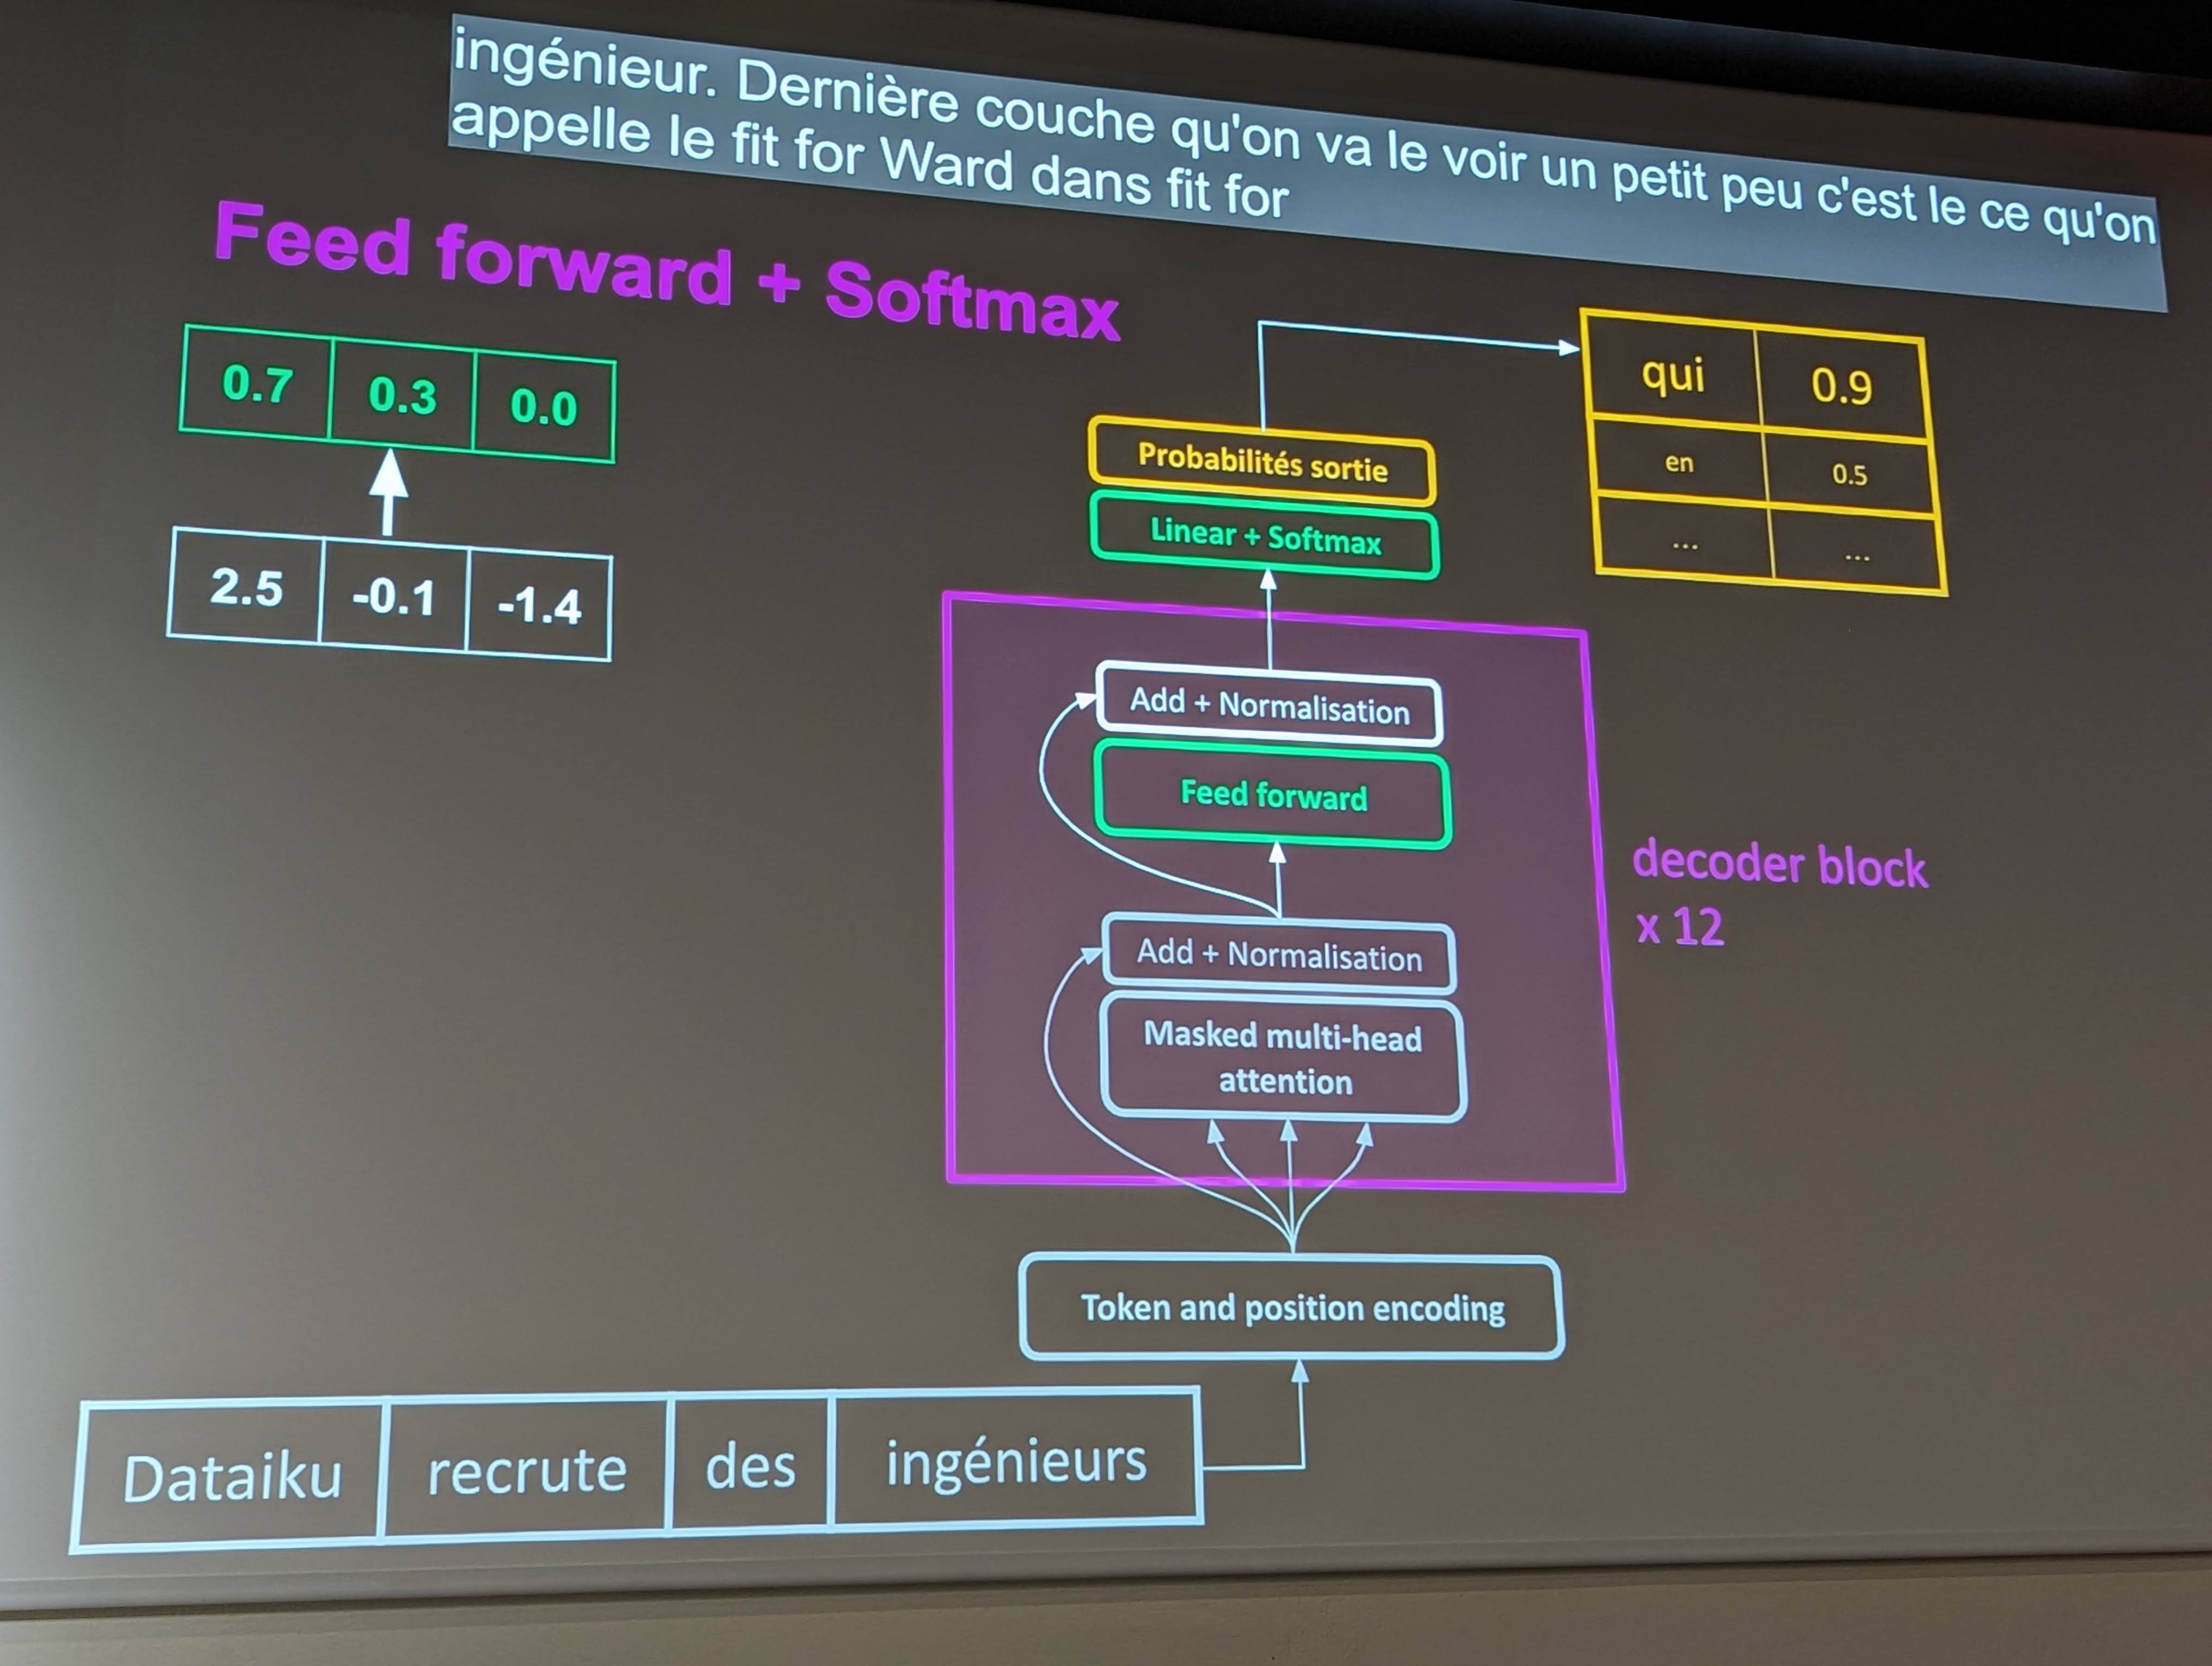 ingénieur. Dernière couche qu'on va le voir un petit peu c'est le ce qu'on
appelle le fit for Ward dans fit for
Feed forward + Softmax
0.7 0.3 0.0
2.5 -0.1 -1.4
qui 0.9
en 0.5
... ...
Probabilités sortie
Linear + Softmax
Add + Normalisation
Feed forward
decoder block
x 12
Add + Normalisation
Masked multi-head
attention
Token and position encoding
Dataiku recrute des ingénieurs